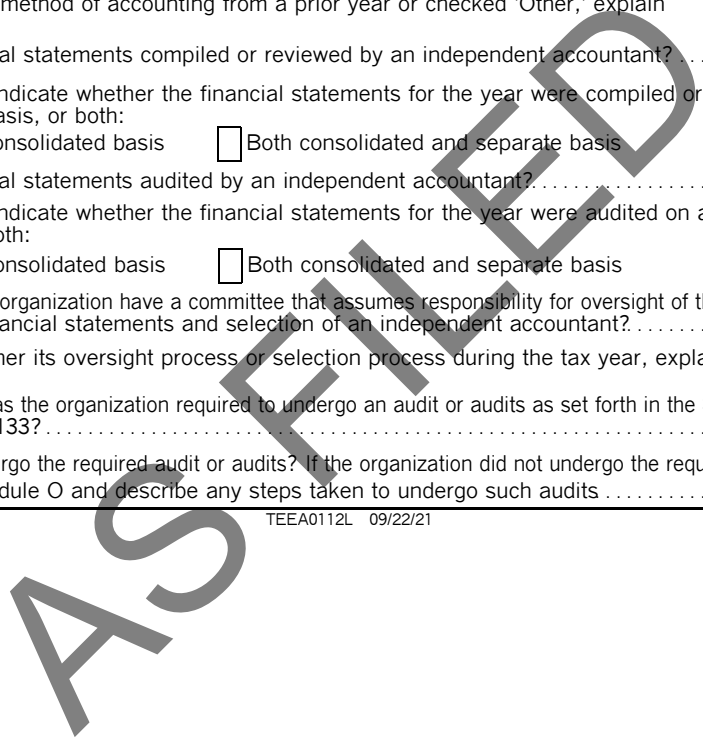 method of accounting from a prior year or checked 'Other,' explain
al statements compiled or reviewed by an independent accountant? . . .
ndicate whether the financial statements for the year were compiled or
asis, or both:
onsolidated basis Both consolidated and separate basis
al statements audited by an independent accountant?. . . . . . . . . . . . . . . . .
ndicate whether the financial statements for the year were audited on a
oth:
onsolidated basis Both consolidated and separate basis
organization have a committee that assumes responsibility for oversight of th
ancial statements and selection of an independent accountant?. . . . . . . .
her its oversight process or selection process during the tax year, expla
as the organization required to undergo an audit or audits as set forth in the
133? . . . . . . . . . . . . . . . . . . . . . . . . . . . . . . . . . . . . . . . . . . . . . . . . . . . . . . . . . . . . . . .
rgo the required audit or audits? If the organization did not undergo the requ
dule O and describe any steps taken to undergo such audits. . . . . . . . . . .
TEEA0112L 09/22/21
AS FILED